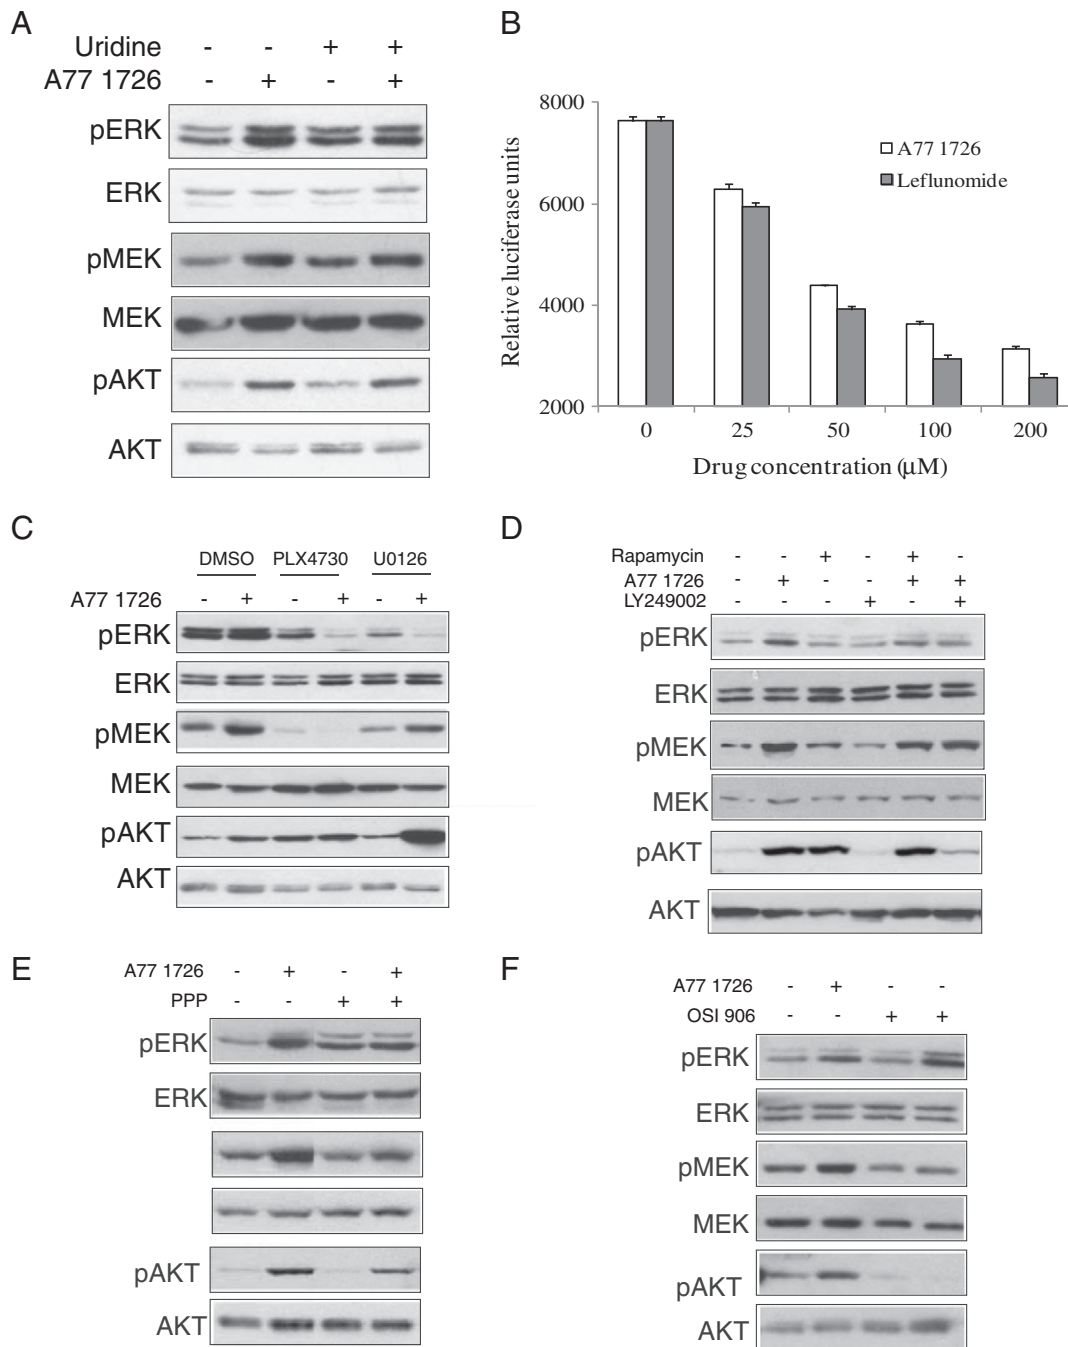 A
Uridine - - + +
A77 1726 - + - +
pERK
ERK
pMEK
MEK
pAKT
AKT
B
8000
6000
4000
2000
Relative luciferase units
A77 1726
Leflunomide
0 25 50 100 200
Drug concentration (µM)
C
DMSO PLX4730 U0126
A77 1726 - + - + - +
pERK
ERK
pMEK
MEK
pAKT
AKT
D
Rapamycin - - + - + -
A77 1726 - + - - + +
LY249002 - - - + - +
pERK
ERK
pMEK
MEK
pAKT
AKT
E
A77 1726 - + - +
PPP - - + +
pERK
ERK
pAKT
AKT
F
A77 1726 - + - -
OSI 906 - - + +
pERK
ERK
pMEK
MEK
pAKT
AKT